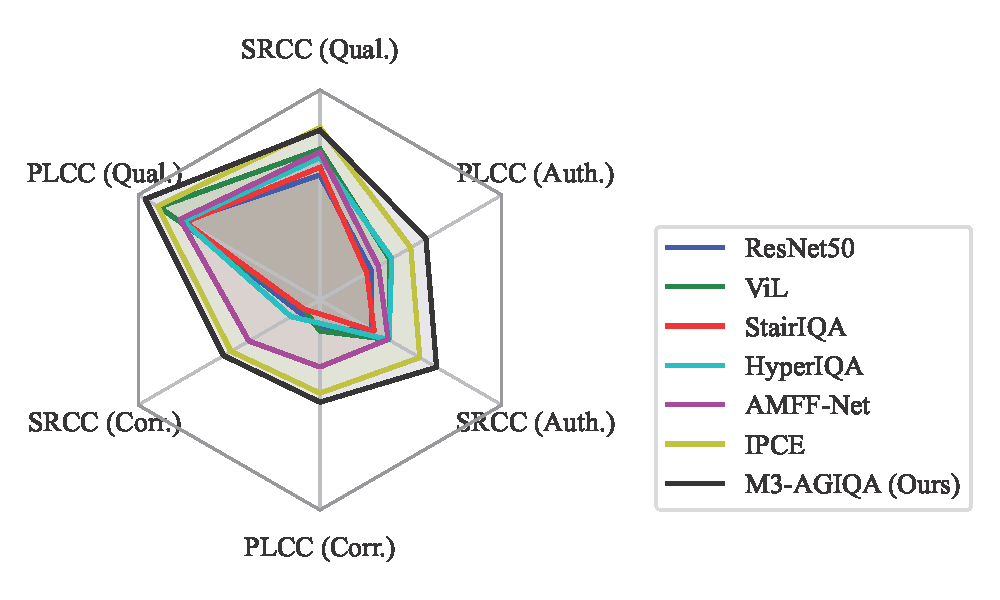 SRCC (Qual.)
PLCC (Qual.)
PLCC (Auth.)
SRCC (Corr.)
SRCC (Auth.)
PLCC (Corr.)
ResNet50
ViL
StairIQA
HyperIQA
AMFF-Net
IPCE
M3-AGIQA (Ours)